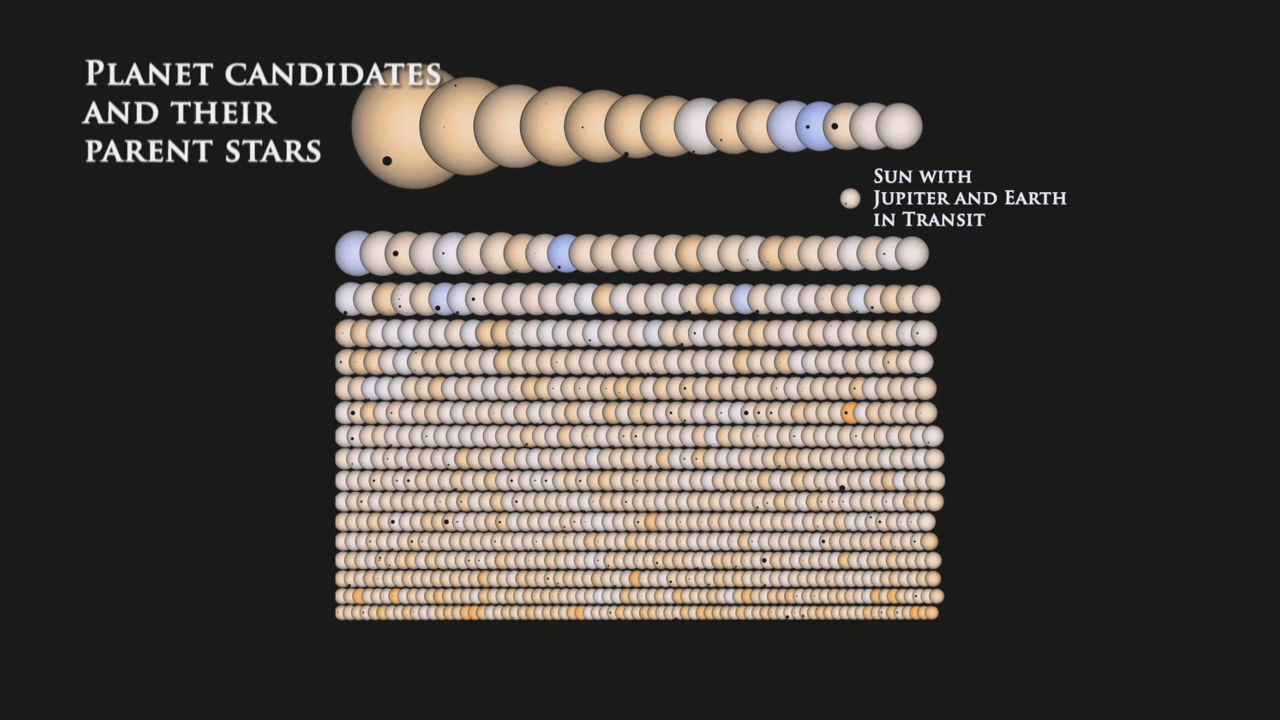 Planet candidates
and their
parent stars
Sun with
Jupiter and Earth
in Transit